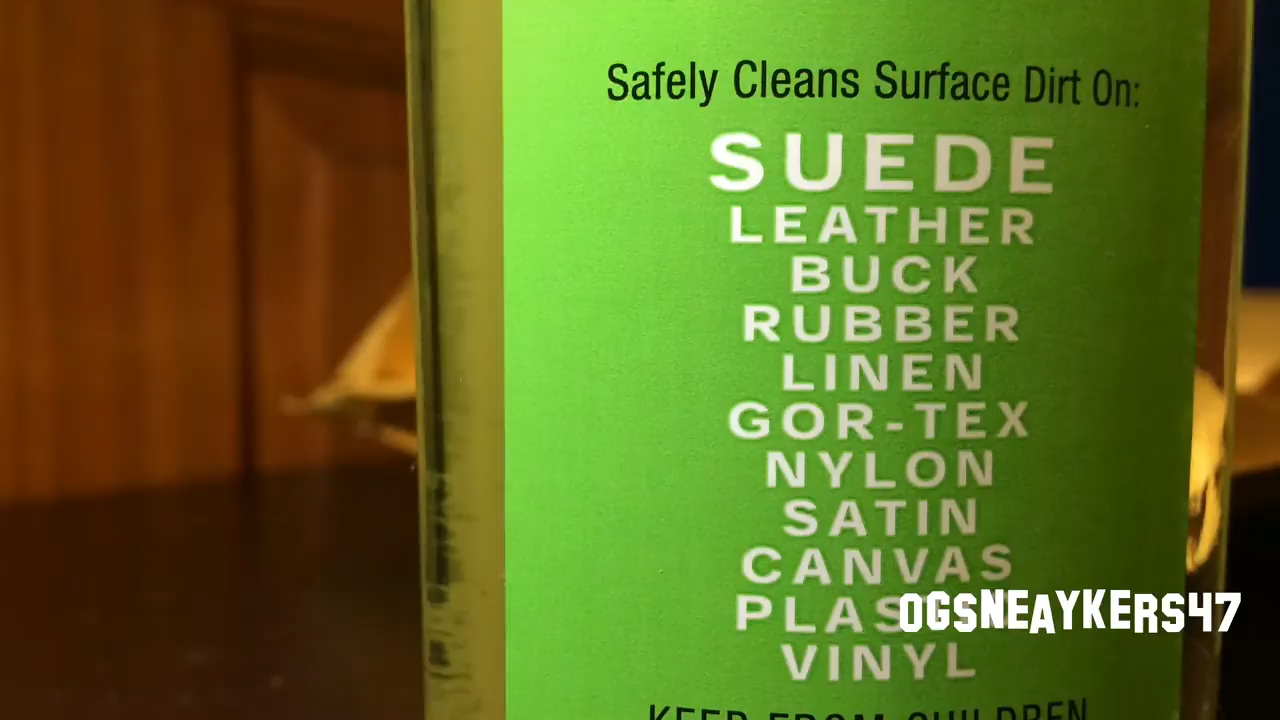 Safely Cleans Surface Dirt On:
SUEDE
LEATHER
BUCK
RUBBER
LINEN
GOR-TEX
NYLON
SATIN
CANVAS
PLAS
OGSNEAYKERS47
VINYL
KEEP FROM CHILDREN